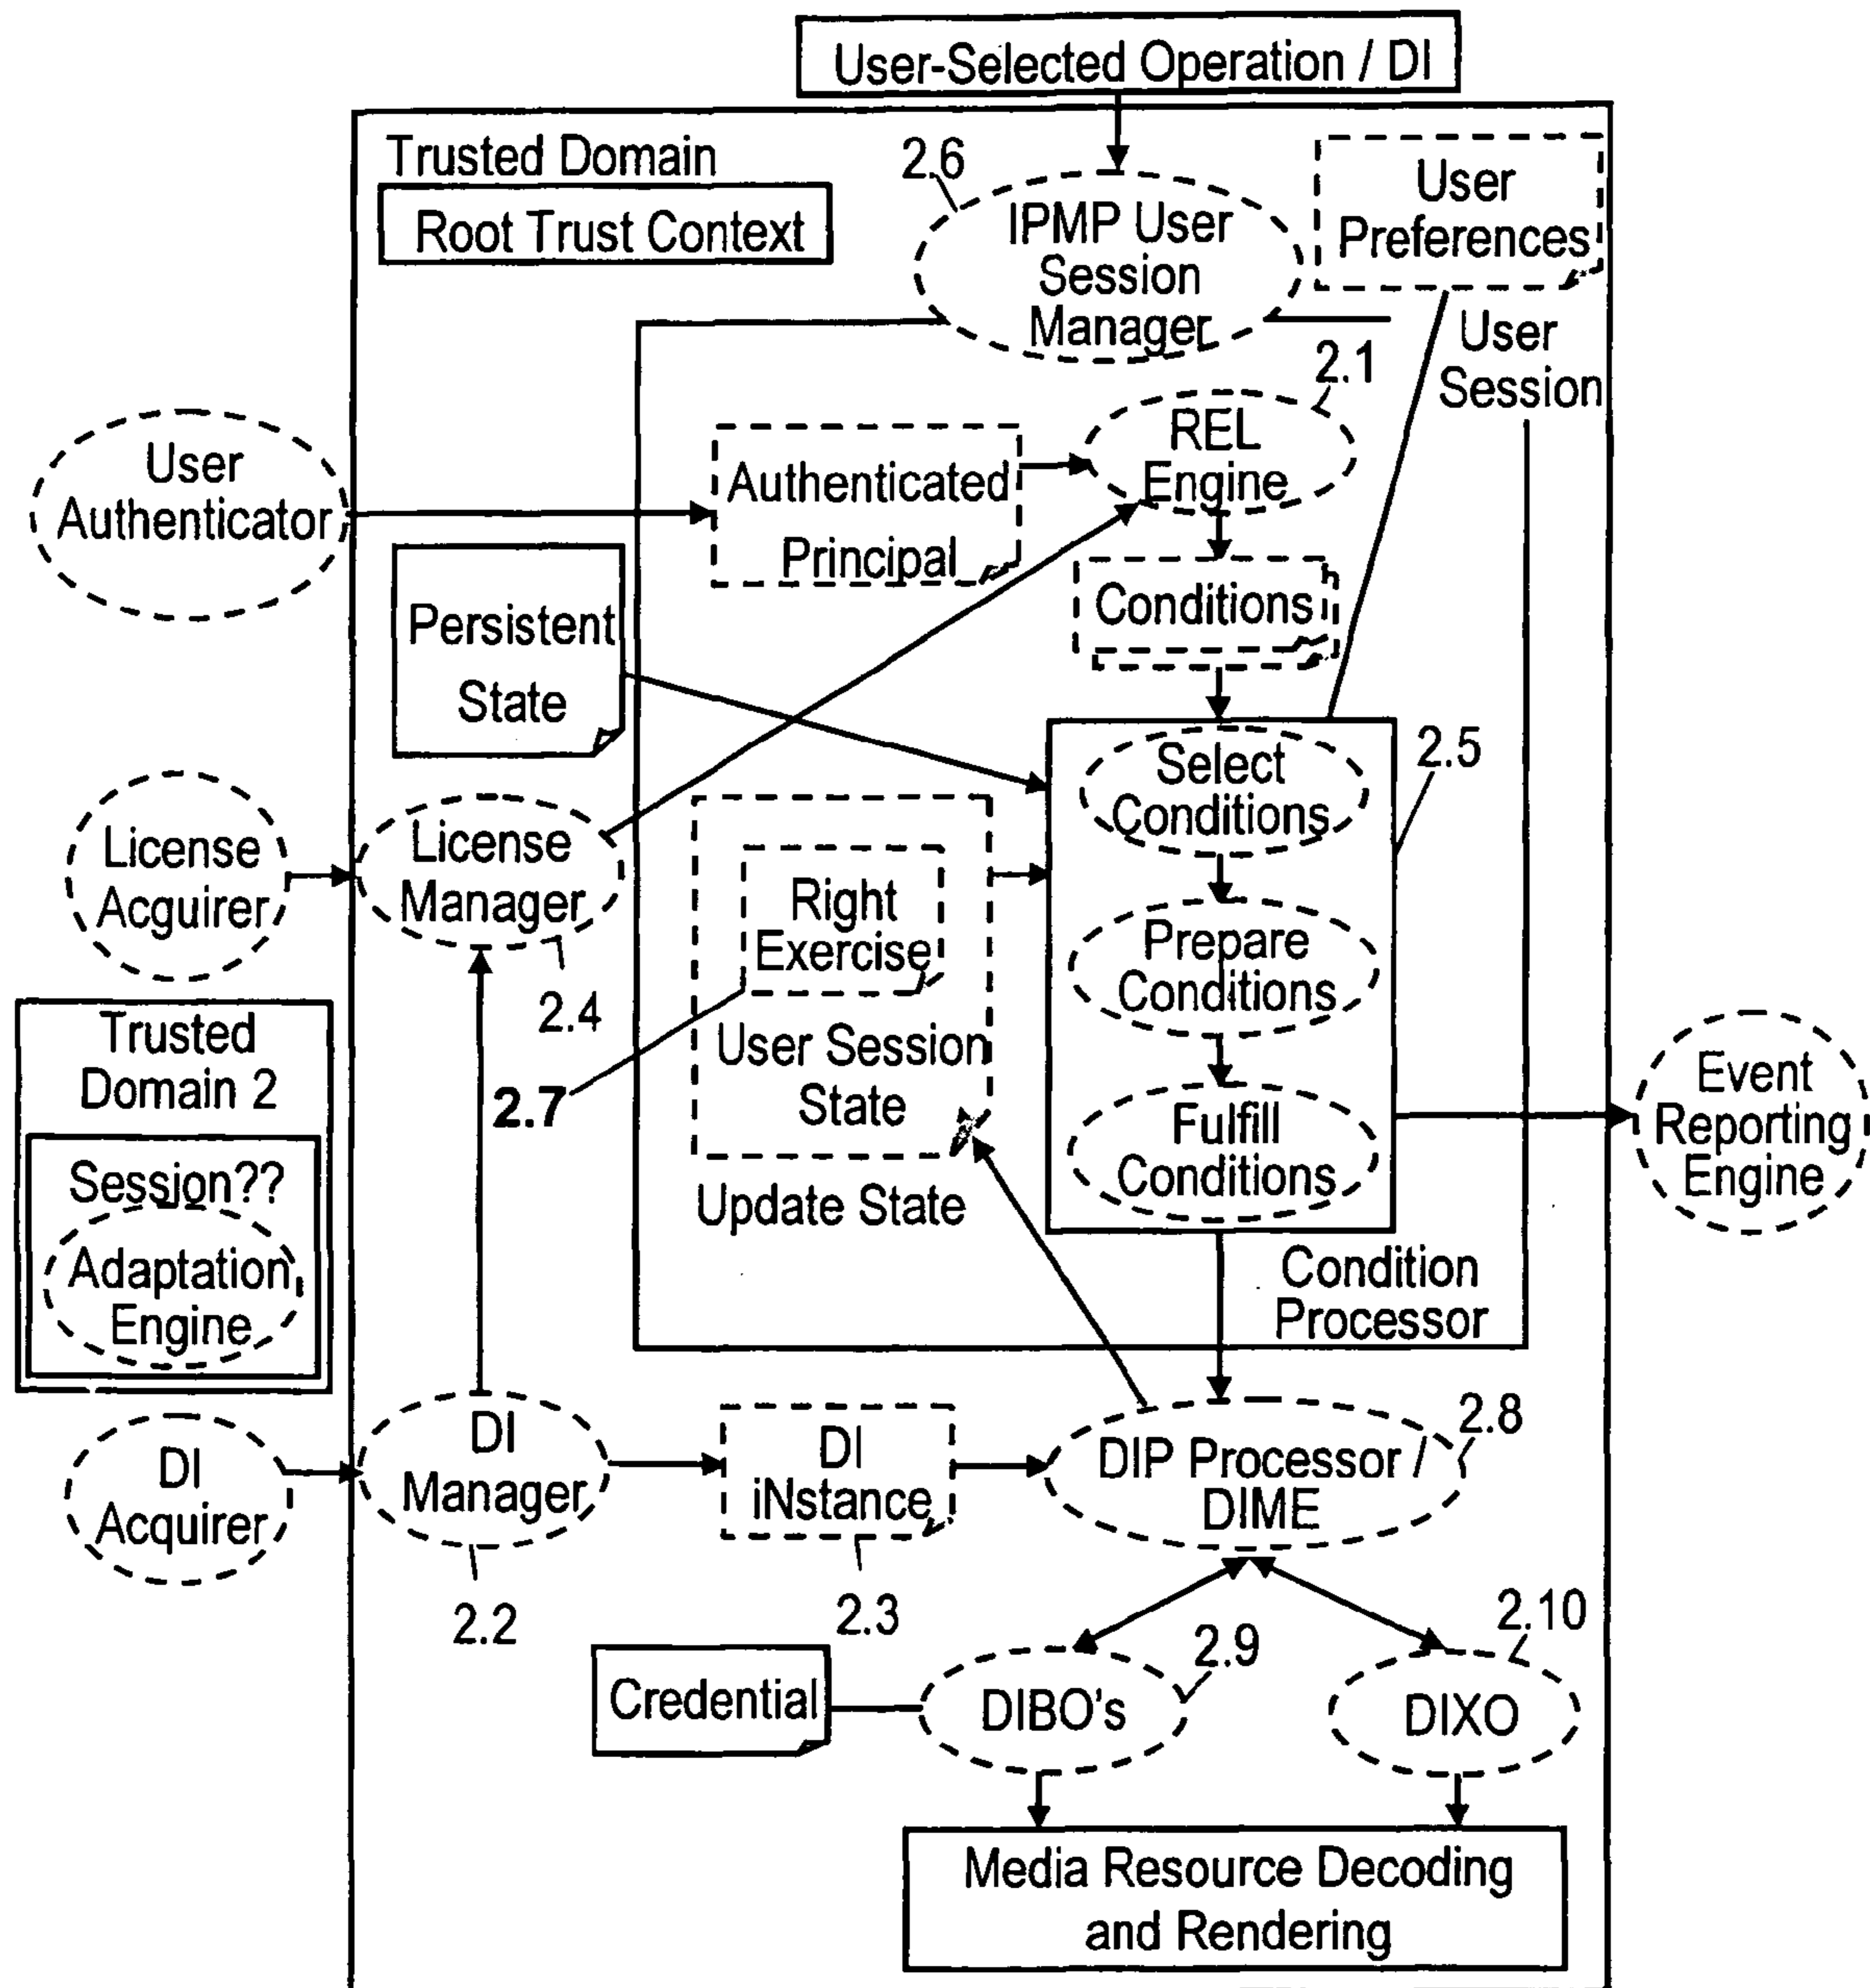 User-Selected Operation / DI
Trusted Domain
Root Trust Context
2.6
IPMP User
Session
Manager
User
Preferences
User
Session
2.1
REL
Engine
User
Authenticator
Authenticated
Principal
Persistent
State
Conditions
2.5
Select
Conditions
License
Acguirer
License
Manager
2.4
Right
Exercise
2.7
User Session
State
Update State
Prepare
Conditions
Fulfill
Conditions
Condition
Processor
Event
Reporting
Engine
Trusted
Domain 2
Session??
Adaptation
Engine
DI
Acquirer
DI
Manager
2.2
DI
iNstance
2.3
DIP Processor /
DIME
2.8
Credential
DIBO's
2.9
DIXO
2.10
Media Resource Decoding
and Rendering